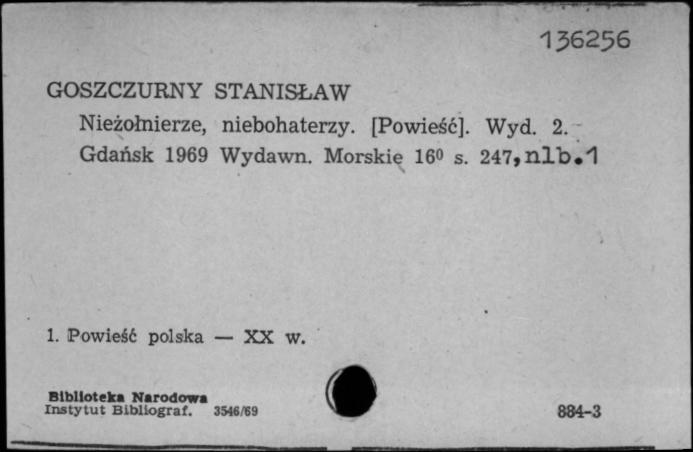 136256
GOSZCZURNY STANISŁAW
Nieżołnierze, niebohaterzy. [Powieść]. Wyd. 2. –
Gdańsk 1969 Wydawn. Morskie 16⁰ s. 247, nlb. 1
1. Powieść polska — XX w.
Biblioteka Narodowa
Instytut Bibliograf. 3546/69
884-3